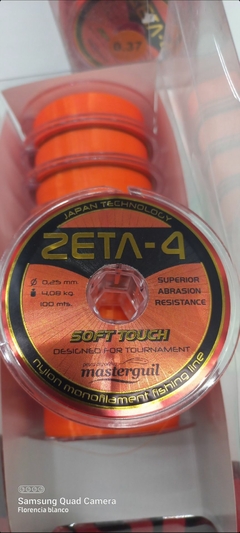 0.37
JAPAN TECHNOLOGY
ZETA-4
0.25 mm
4,08 kg
100 mts.
SUPERIOR
ABRASION
RESISTANCE
SOFT TOUCH
DESIGNED FOR TOURNAMENT
masterguil
nylon monofilament fishing line
Samsung Quad Camera
Florencia blanco